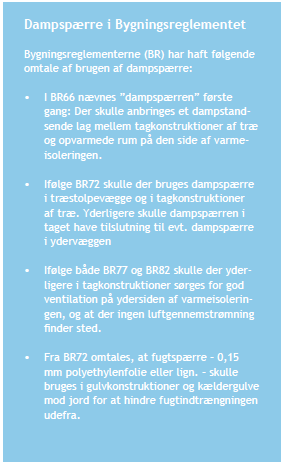 Dampspærre i Bygningsreglementet
Bygningsreglementerne (BR) har haft følgende
omtale af brugen af dampspærre:
• I BR66 nævnes ”dampspærren” første
gang: Der skulle anbringes et dampstand-
sende lag mellem tagkonstruktioner af træ
og opvarmede rum på den side af varme-
isoleringen.
• Ifølge BR72 skulle der bruges dampspærre
i træstolpevægge og i tagkonstruktioner
af træ. Yderligere skulle dampspærren i
taget have tilslutning til evt. dampspærre
i ydervæggen
• Ifølge både BR77 og BR82 skulle der yder-
ligere i tagkonstruktioner sørges for god
ventilation på ydersiden af varmeisolerin-
gen, og at der ingen luftgennemstrømning
finder sted.
• Fra BR72 omtales, at fugtspærre – 0,15
mm polyethylenfolie eller lign. – skulle
bruges i gulvkonstruktioner og kældergulve
mod jord for at hindre fugtindtrængningen
udefra.